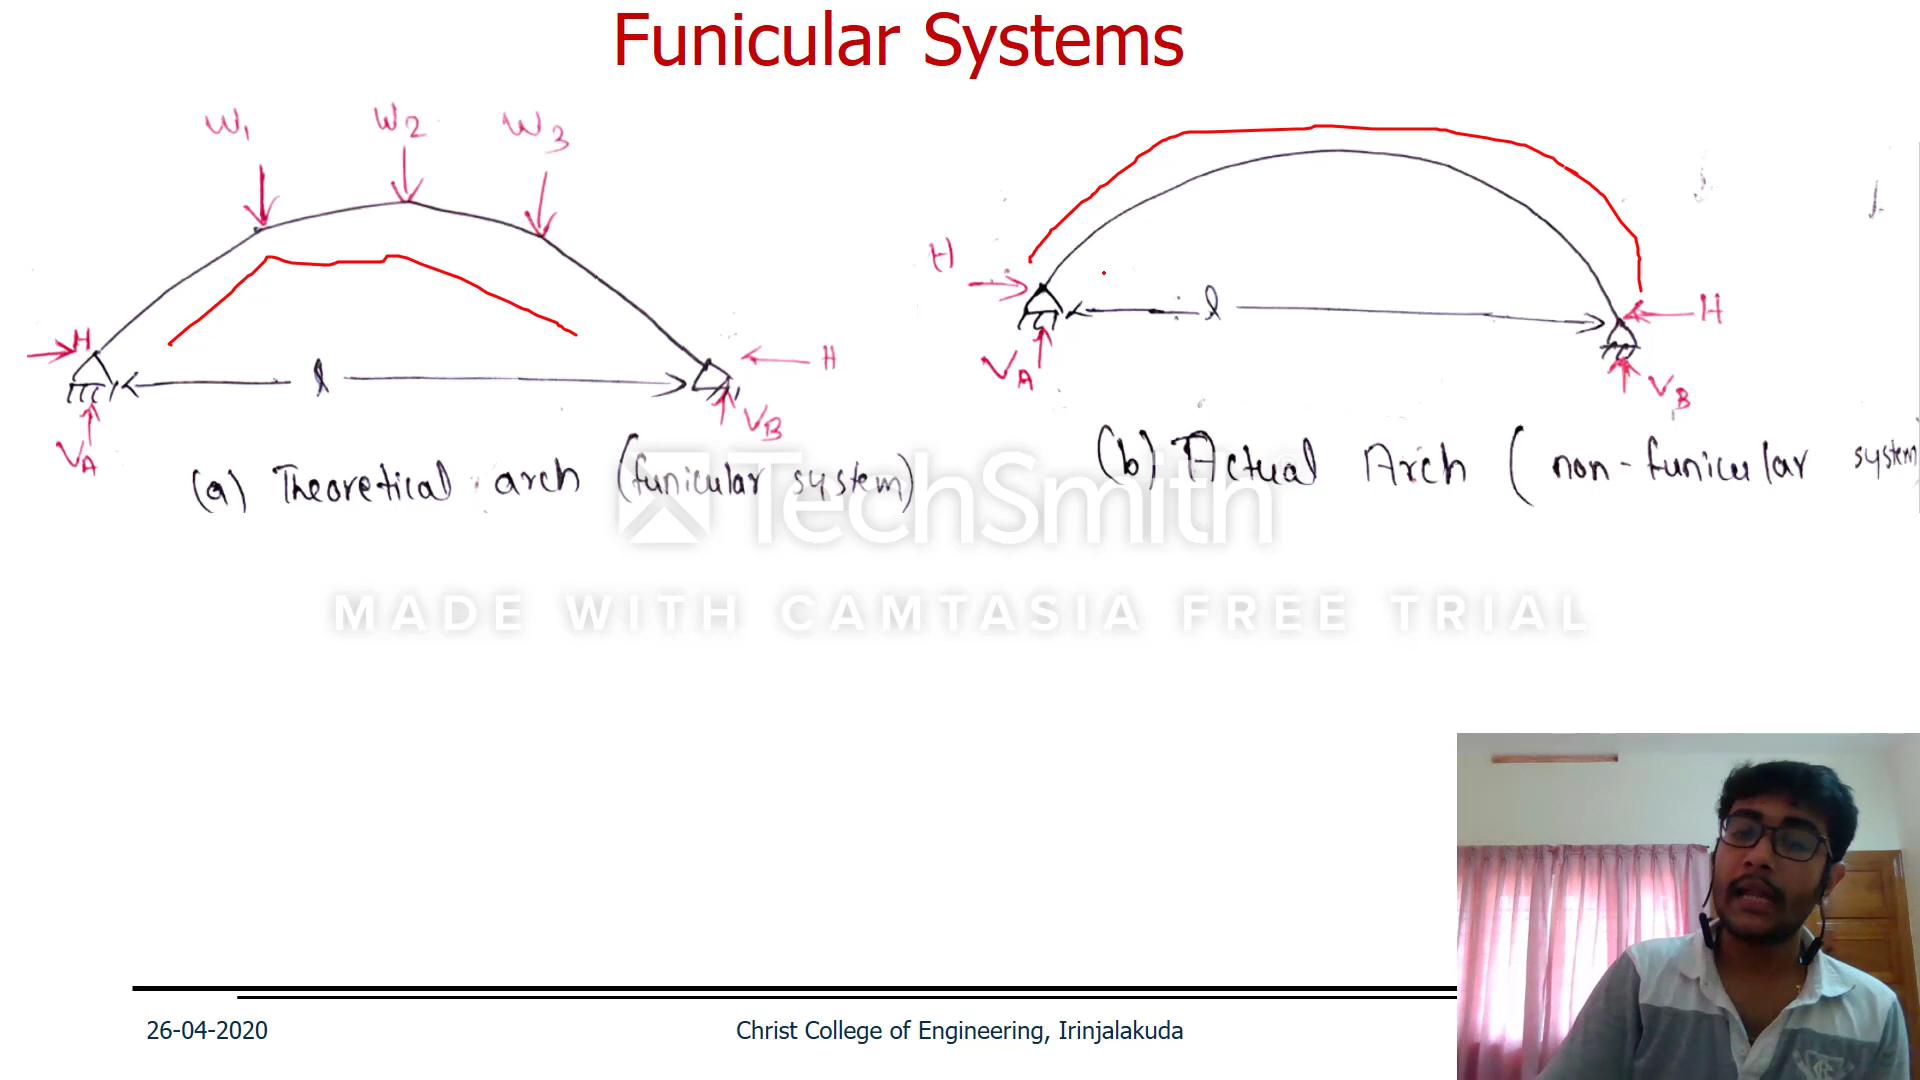 Funicular Systems
W1 W2 W3
H
l
H
VA
VB
(a) Theoretical arch (funicular system)
H
l
H
VA
VB
(b) Actual Arch (non-funicular system
TechSmith
MADE WITH CAMTASIA FREE TRIAL
26-04-2020
Christ College of Engineering, Irinjalakuda